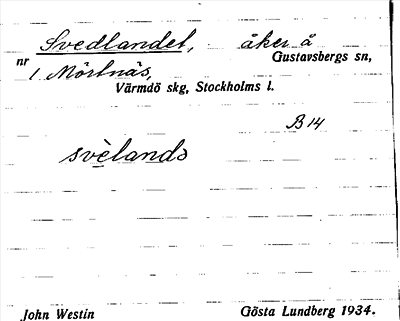 Svedlandet, åker å
nr 1 Mörtnäs, Gustavsbergs sn,
Värmdö skg, Stockholms l.
B 14
svèlandə
John Westin Gösta Lundberg 1934.